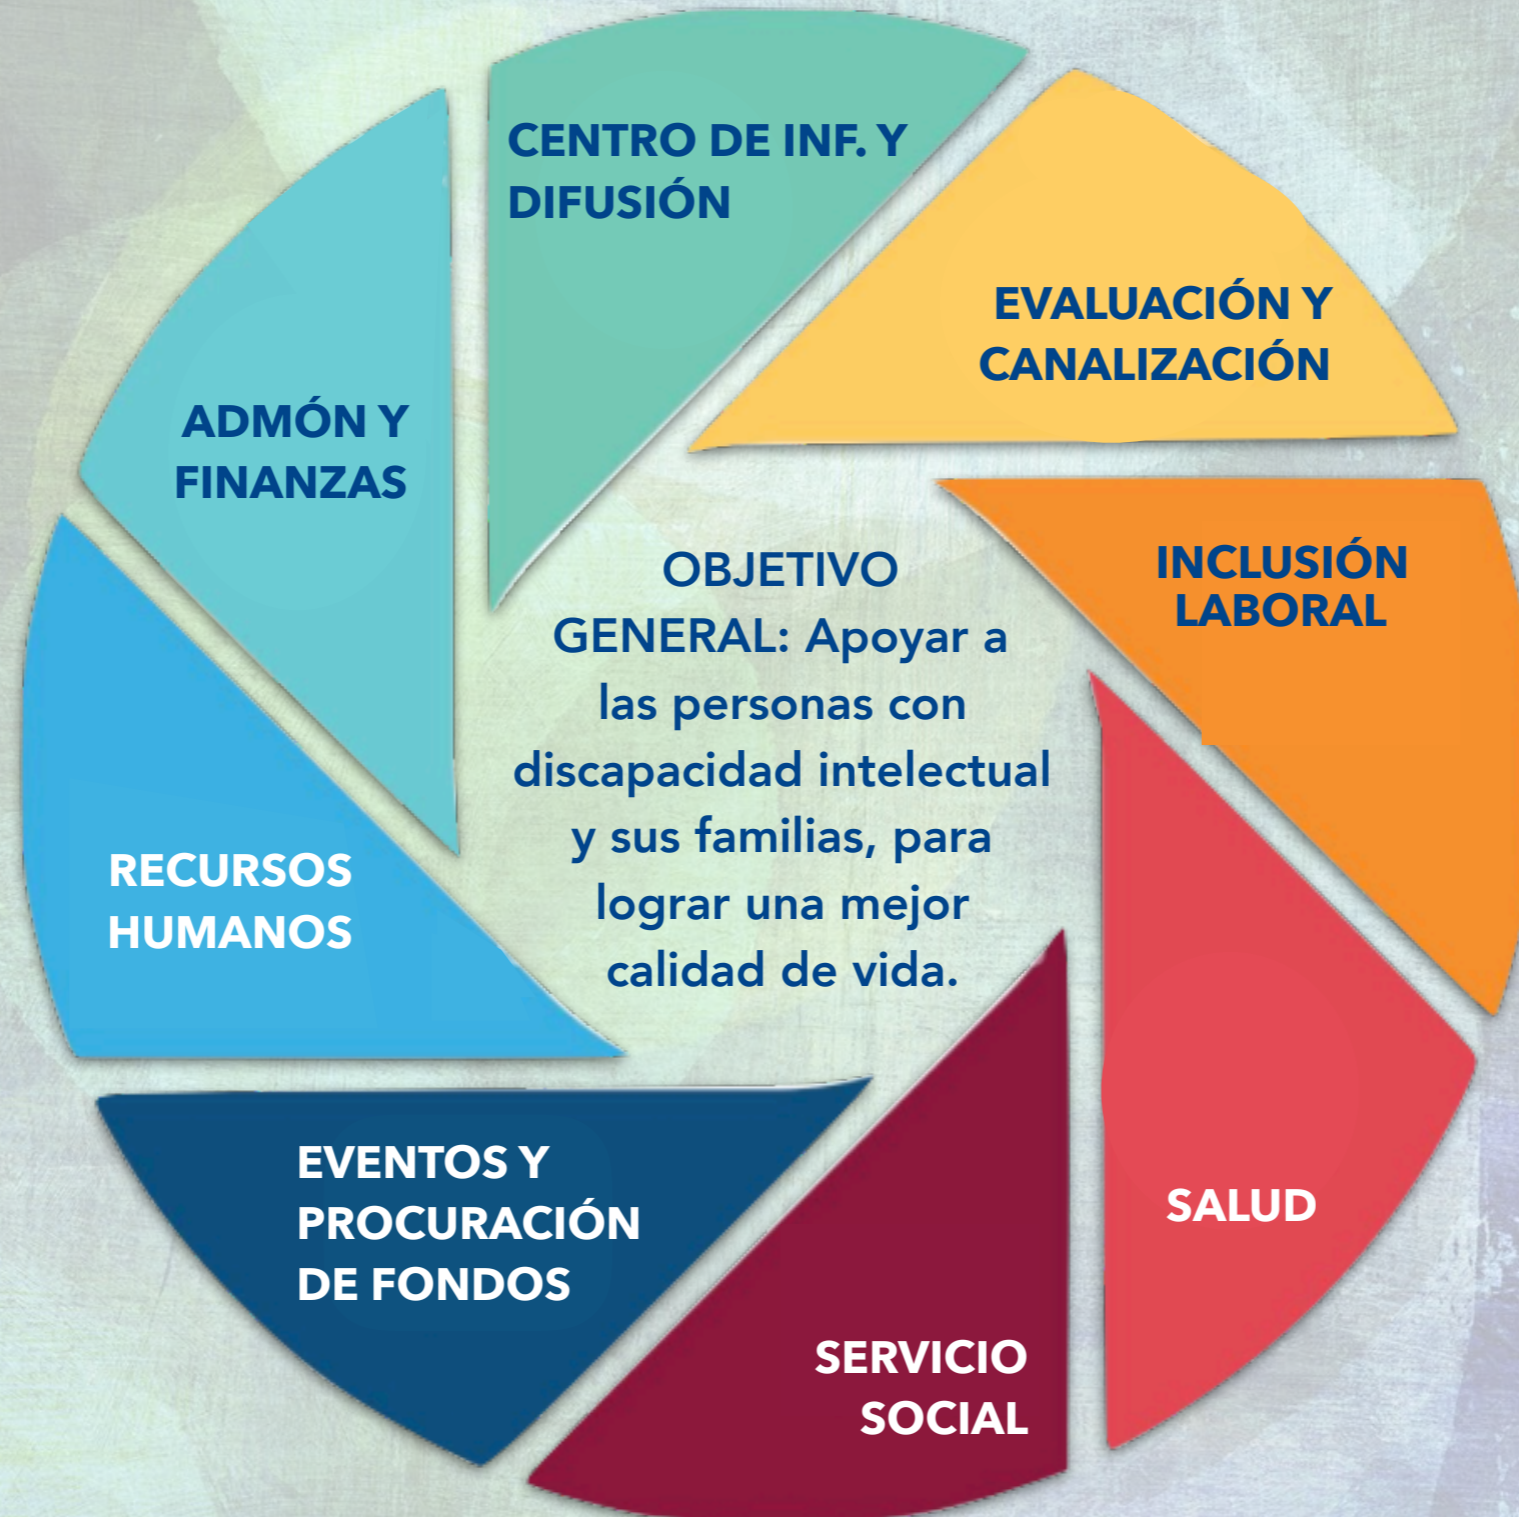 CENTRO DE INF. Y
DIFUSIÓN
EVALUACIÓN Y
CANALIZACIÓN
INCLUSIÓN
LABORAL
SALUD
SERVICIO
SOCIAL
EVENTOS Y
PROCURACIÓN
DE FONDOS
RECURSOS
HUMANOS
ADMÓN Y
FINANZAS
OBJETIVO
GENERAL: Apoyar a
las personas con
discapacidad intelectual
y sus familias, para
lograr una mejor
calidad de vida.